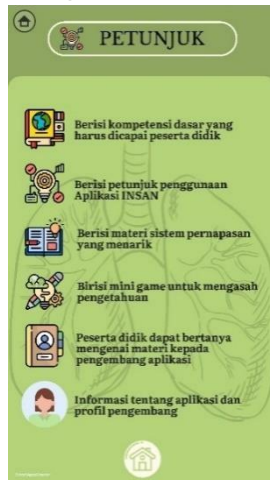 PETUNJUK
Berisi kompetensi dasar yang
harus dicapai peserta didik
Berisi petunjuk penggunaan
Aplikasi INSAN
Berisi materi sistem pernapasan
yang menarik
Birisi mini game untuk mengasah
pengetahuan
Peserta didik dapat bertanya
mengenai materi kepada
pengembang aplikasi
Informasi tentang aplikasi dan
profil pengembang